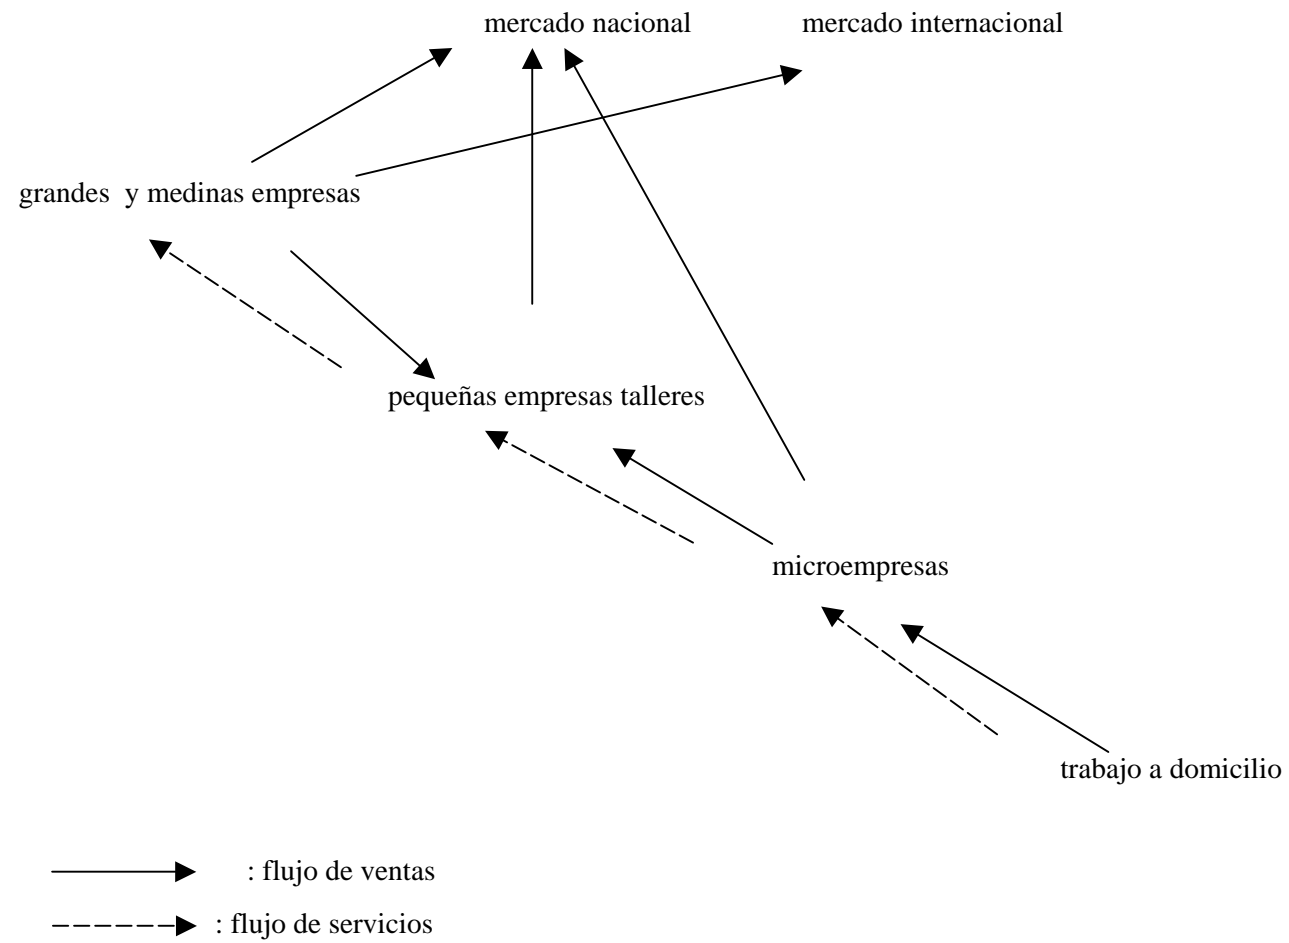 mercado nacional
mercado internacional
grandes  y medinas empresas
pequeñas empresas talleres
microempresas
trabajo a domicilio
: flujo de ventas
: flujo de servicios